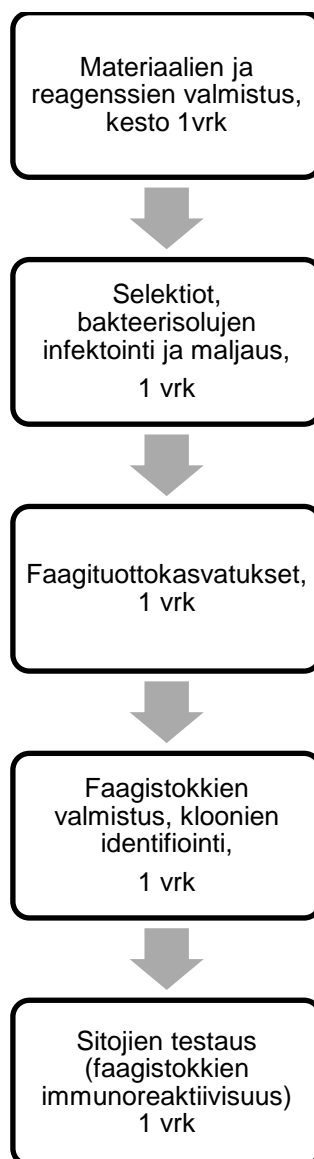 Materiaalien ja
reagenssien valmistus,
kesto 1vrk
Selektiot,
bakteerisolujen
infektointi ja maljaus,
1 vrk
Faagituottokasvatukset,
1 vrk
Faagistokkien
valmistus, kloonien
identifiointi,
1 vrk
Sitojien testaus
(faagistokkien
immunoreaktiivisuus)
1 vrk